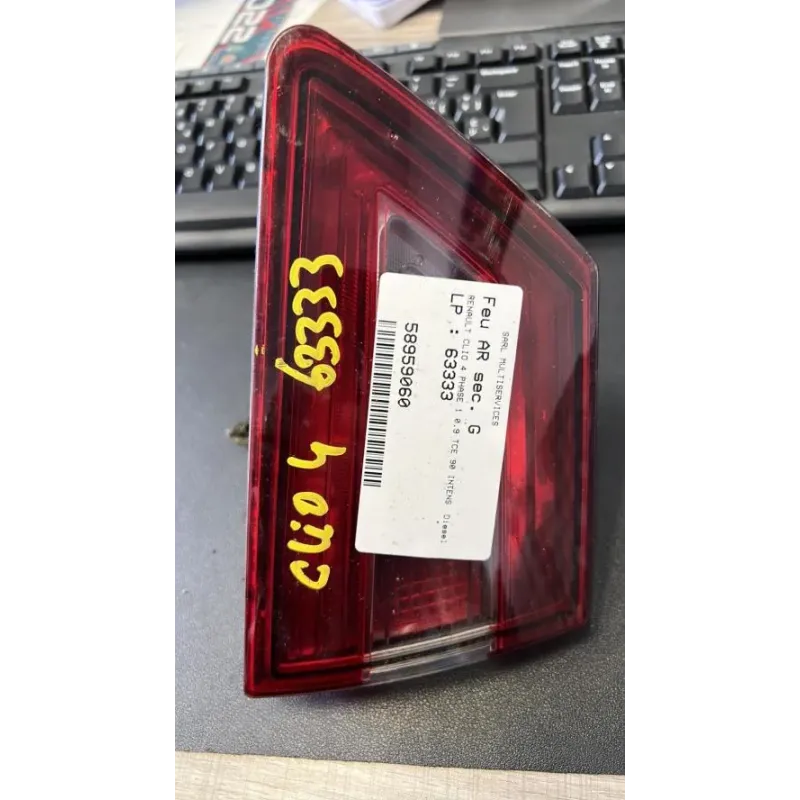 SARL MULTISERVICES
Feu AR sec. G
RENAULT CLIO 4 PHASE 1 0.9 TCE 90 INTENS Diesel
LP : 63333
58959060
Clio 4 63333